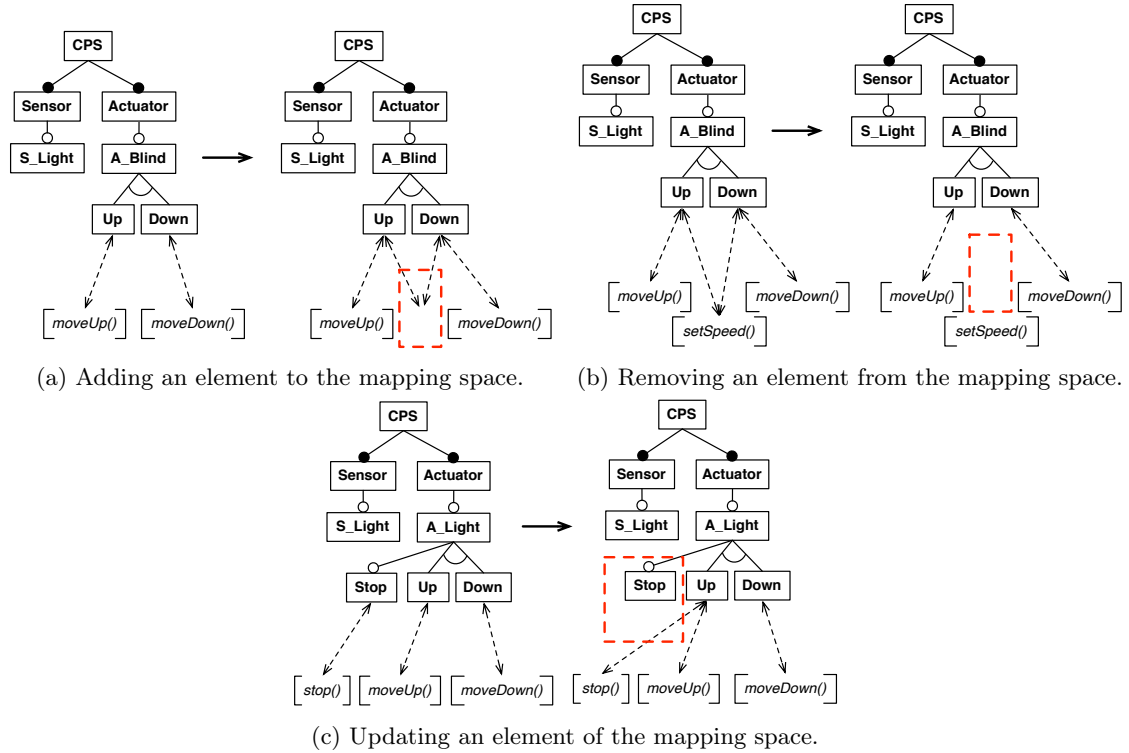 CPS
CPS
Sensor
Actuator
Sensor
Actuator
S_Light
A_Blind
S_Light
A_Blind
Up
Down
Up
Down
moveUp()
moveDown()
moveUp()
moveDown()
(a) Adding an element to the mapping space.
CPS
CPS
Sensor
Actuator
Sensor
Actuator
S_Light
A_Blind
S_Light
A_Blind
Up
Down
Up
Down
moveUp()
moveDown()
moveUp()
moveDown()
setSpeed()
setSpeed()
(b) Removing an element from the mapping space.
CPS
CPS
Sensor
Actuator
Sensor
Actuator
S_Light
A_Light
S_Light
A_Light
Stop
Up
Down
Stop
Up
Down
stop()
moveUp()
moveDown()
stop()
moveUp()
moveDown()
(c) Updating an element of the mapping space.